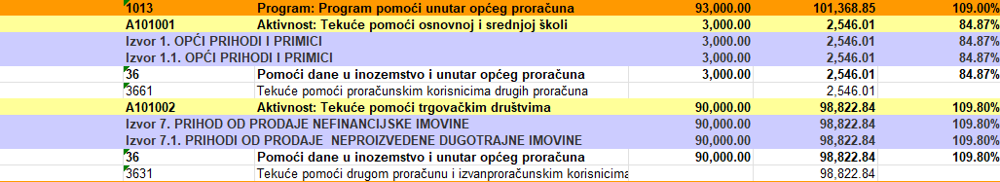 1013 Program: Program pomoći unutar općeg proračuna 93,000.00 101,368.85 109.00%
A101001 Aktivnost: Tekuće pomoći osnovnoj i srednjoj školi 3,000.00 2,546.01 84.87%
Izvor 1. OPĆI PRIHODI I PRIMICI 3,000.00 2,546.01 84.87%
Izvor 1.1. OPĆI PRIHODI I PRIMICI 3,000.00 2,546.01 84.87%
36 Pomoći dane u inozemstvo i unutar općeg proračuna 3,000.00 2,546.01 84.87%
3661 Tekuće pomoći proračunskim korisnicima drugih proračuna 2,546.01
A101002 Aktivnost: Tekuće pomoći trgovačkim društvima 90,000.00 98,822.84 109.80%
Izvor 7. PRIHOD OD PRODAJE NEFINANCIJSKE IMOVINE 90,000.00 98,822.84 109.80%
Izvor 7.1. PRIHODI OD PRODAJE NEPROIZVEDENE DUGOTRAJNE IMOVINE 90,000.00 98,822.84 109.80%
36 Pomoći dane u inozemstvo i unutar općeg proračuna 90,000.00 98,822.84 109.80%
3631 Tekuće pomoći drugom proračunu i izvanproračunskim korisnicima 98,822.84